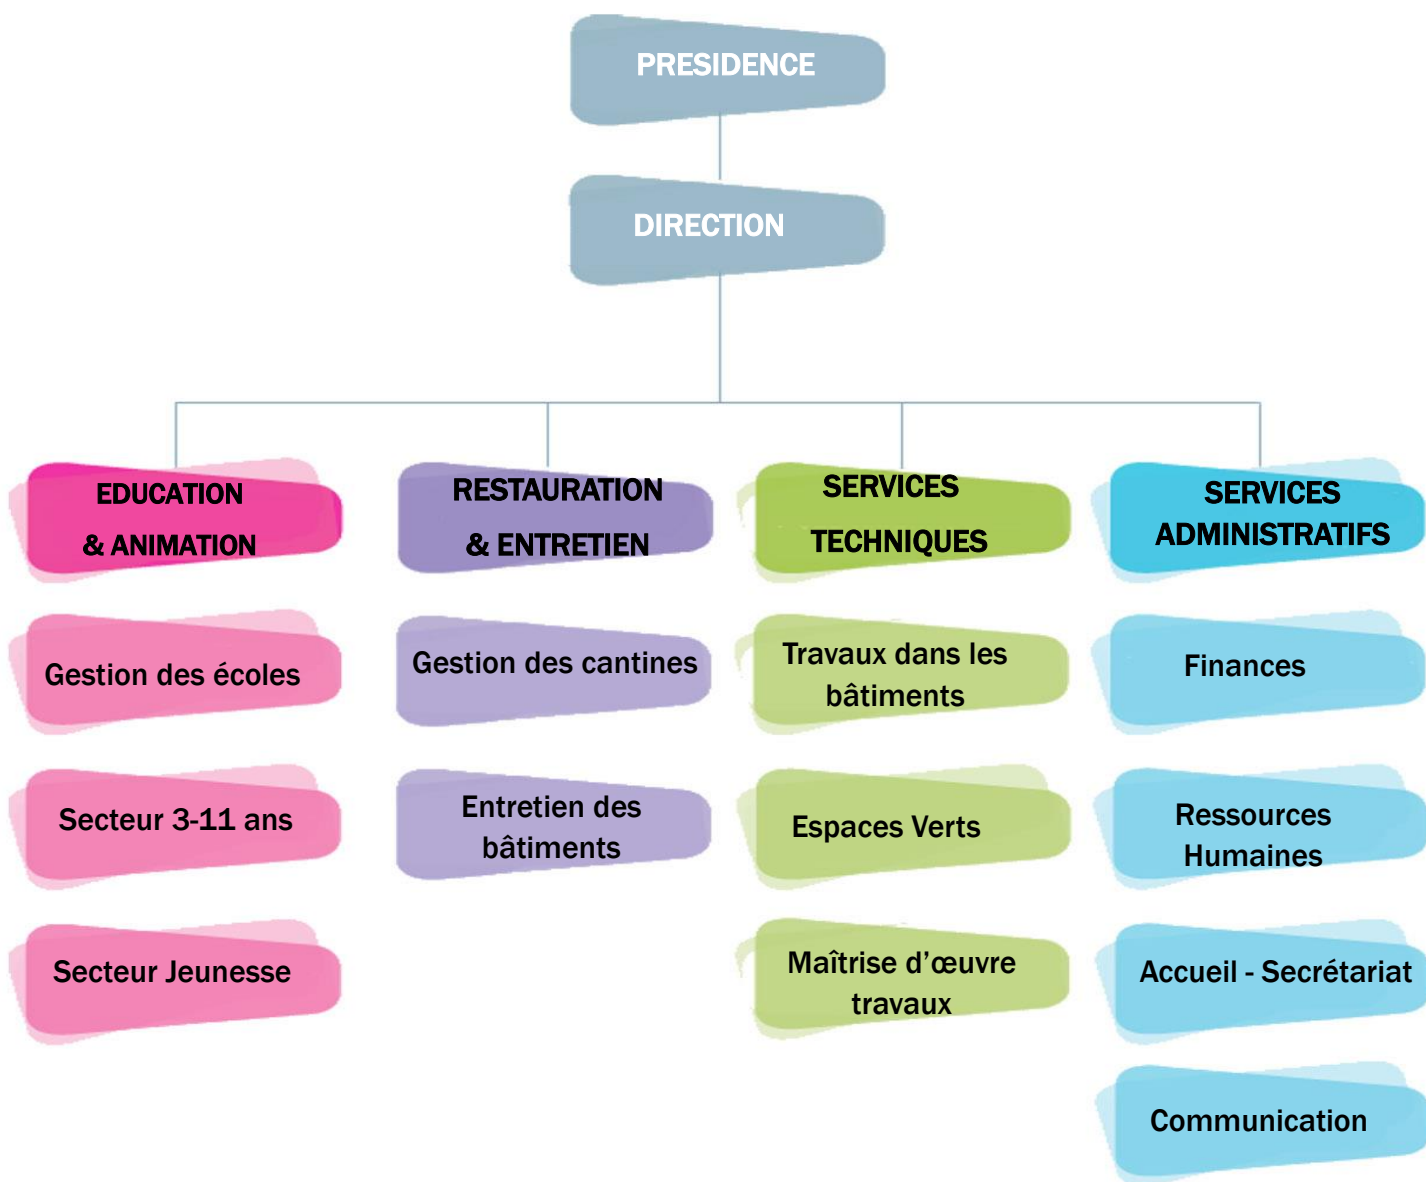 PRESIDENCE
DIRECTION
EDUCATION
& ANIMATION
Gestion des écoles
Secteur 3-11 ans
Secteur Jeunesse
RESTAURATION
& ENTRETIEN
Gestion des cantines
Entretien des
bâtiments
SERVICES
TECHNIQUES
Travaux dans les
bâtiments
Espaces Verts
Maîtrise d’œuvre
travaux
SERVICES
ADMINISTRATIFS
Finances
Ressources
Humaines
Accueil - Secrétariat
Communication